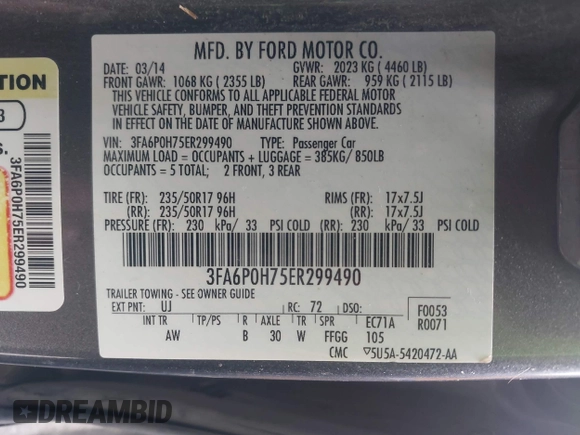 MFD. BY FORD MOTOR CO.
DATE: 03/14 GVWR: 2023 KG ( 4460 LB)
FRONT GAWR: 1068 KG ( 2355 LB) REAR GAWR: 959 KG ( 2115 LB)
THIS VEHICLE CONFORMS TO ALL APPLICABLE FEDERAL MOTOR
VEHICLE SAFETY, BUMPER, AND THEFT PREVENTION STANDARDS
IN EFFECT ON THE DATE OF MANUFACTURE SHOWN ABOVE.
VIN: 3FA6P0H75ER299490 TYPE: Passenger Car
MAXIMUM LOAD = OCCUPANTS + LUGGAGE = 385KG/ 850LB
OCCUPANTS = 5 TOTAL; 2 FRONT, 3 REAR
TIRE (FR): 235/50R17 96H RIMS (FR): 17x7.5J
(RR): 235/50R17 96H (RR): 17x7.5J
PRESSURE (FR): 230 kPa/ 33 PSI COLD (RR): 230 kPa/ 33 PSI COLD
3FA6P0H75ER299490
TRAILER TOWING - SEE OWNER GUIDE
EXT PNT: UJ RC: 72 DSO:
F0053
R0071
INT TR TP/PS R AXLE TR SPR EC71A
AW B 30 W FFGG 105
CMC ▽5U5A-5420472-AA
TION
3
s.
3FA6P0H75ER299490
DREAMBID